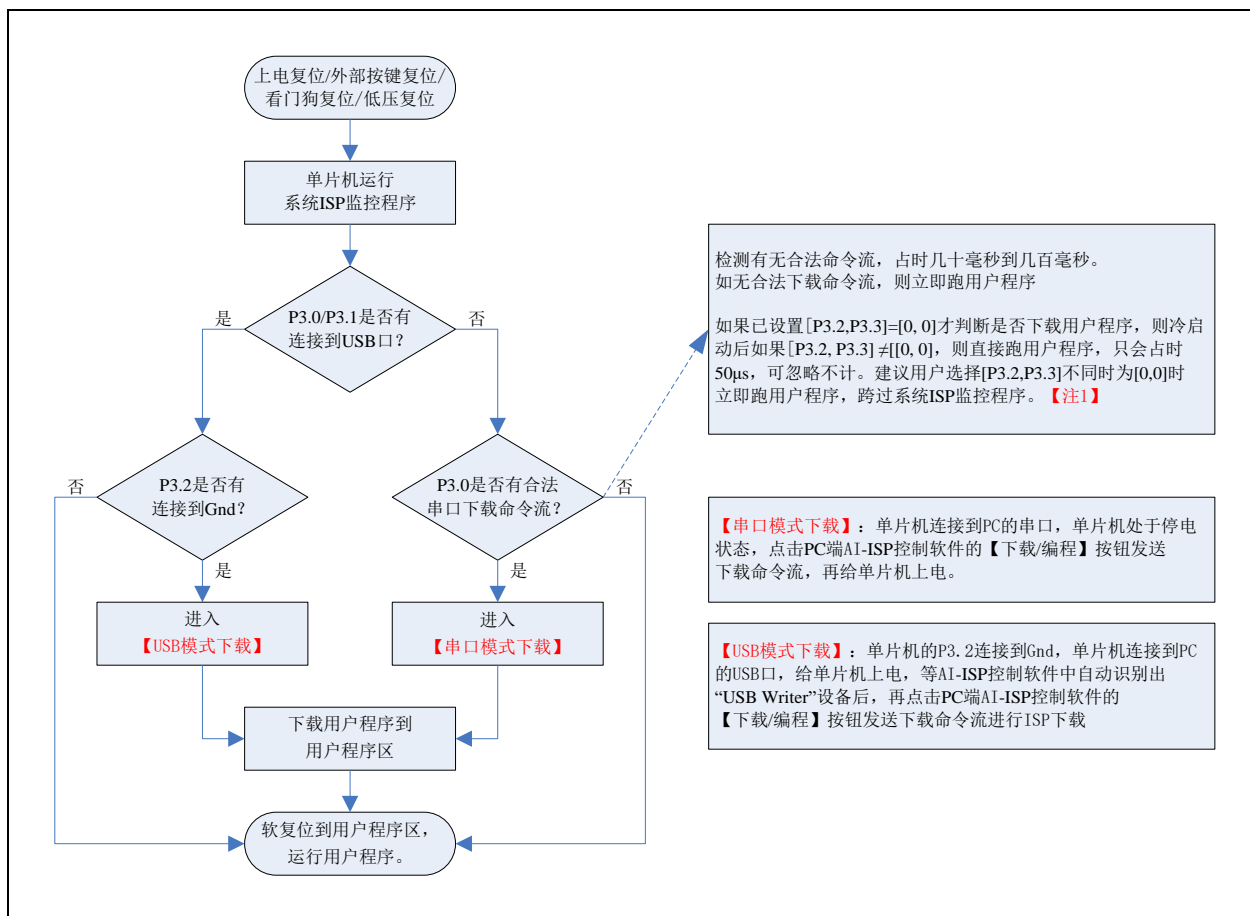 上电复位/外部按键复位/
看门狗复位/低压复位
单片机运行
系统ISP监控程序
P3.0/P3.1是否有
连接到USB口?
是
否
P3.2是否有
连接到Gnd?
否
是
P3.0是否有合法
串口下载命令流?
否
是
进入
【USB模式下载】
进入
【串口模式下载】
下载用户程序到
用户程序区
软复位到用户程序区,
运行用户程序。
检测有无合法命令流,占时几十毫秒到几百毫秒。
如无合法下载命令流,则立即跑用户程序
如果已设置[P3.2,P3.3]=[0, 0]才判断是否下载用户程序,则冷启
动后如果[P3.2, P3.3] ≠[[0, 0],则直接跑用户程序,只会占时
50μs,可忽略不计。建议用户选择[P3.2,P3.3]不同时为[0,0]时
立即跑用户程序,跨过系统ISP监控程序。【注1】
【串口模式下载】:单片机连接到PC的串口,单片机处于停电
状态,点击PC端AI-ISP控制软件的【下载/编程】按钮发送
下载命令流,再给单片机上电。
【USB模式下载】:单片机的P3.2连接到Gnd,单片机连接到PC
的USB口,给单片机上电,等AI-ISP控制软件中自动识别出
“USB Writer”设备后,再点击PC端AI-ISP控制软件的
【下载/编程】按钮发送下载命令流进行ISP下载